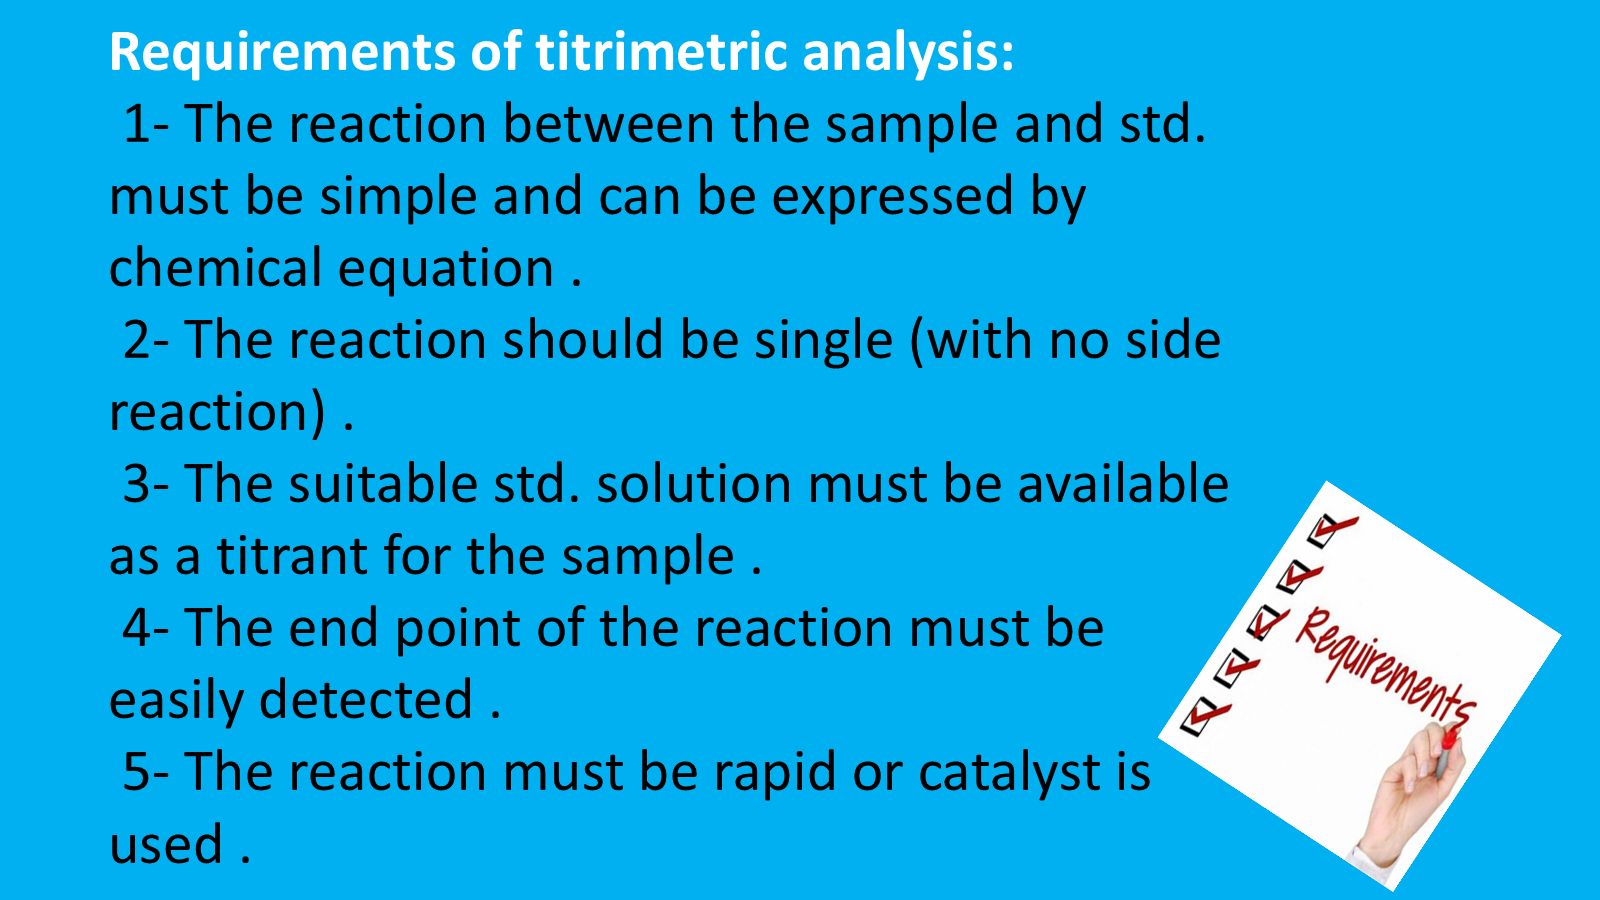 Requirements of titrimetric analysis:
1- The reaction between the sample and std.
must be simple and can be expressed by
chemical equation .
2- The reaction should be single (with no side
reaction) .
3- The suitable std. solution must be available
as a titrant for the sample .
4- The end point of the reaction must be
easily detected .
5- The reaction must be rapid or catalyst is
used .
Requirements